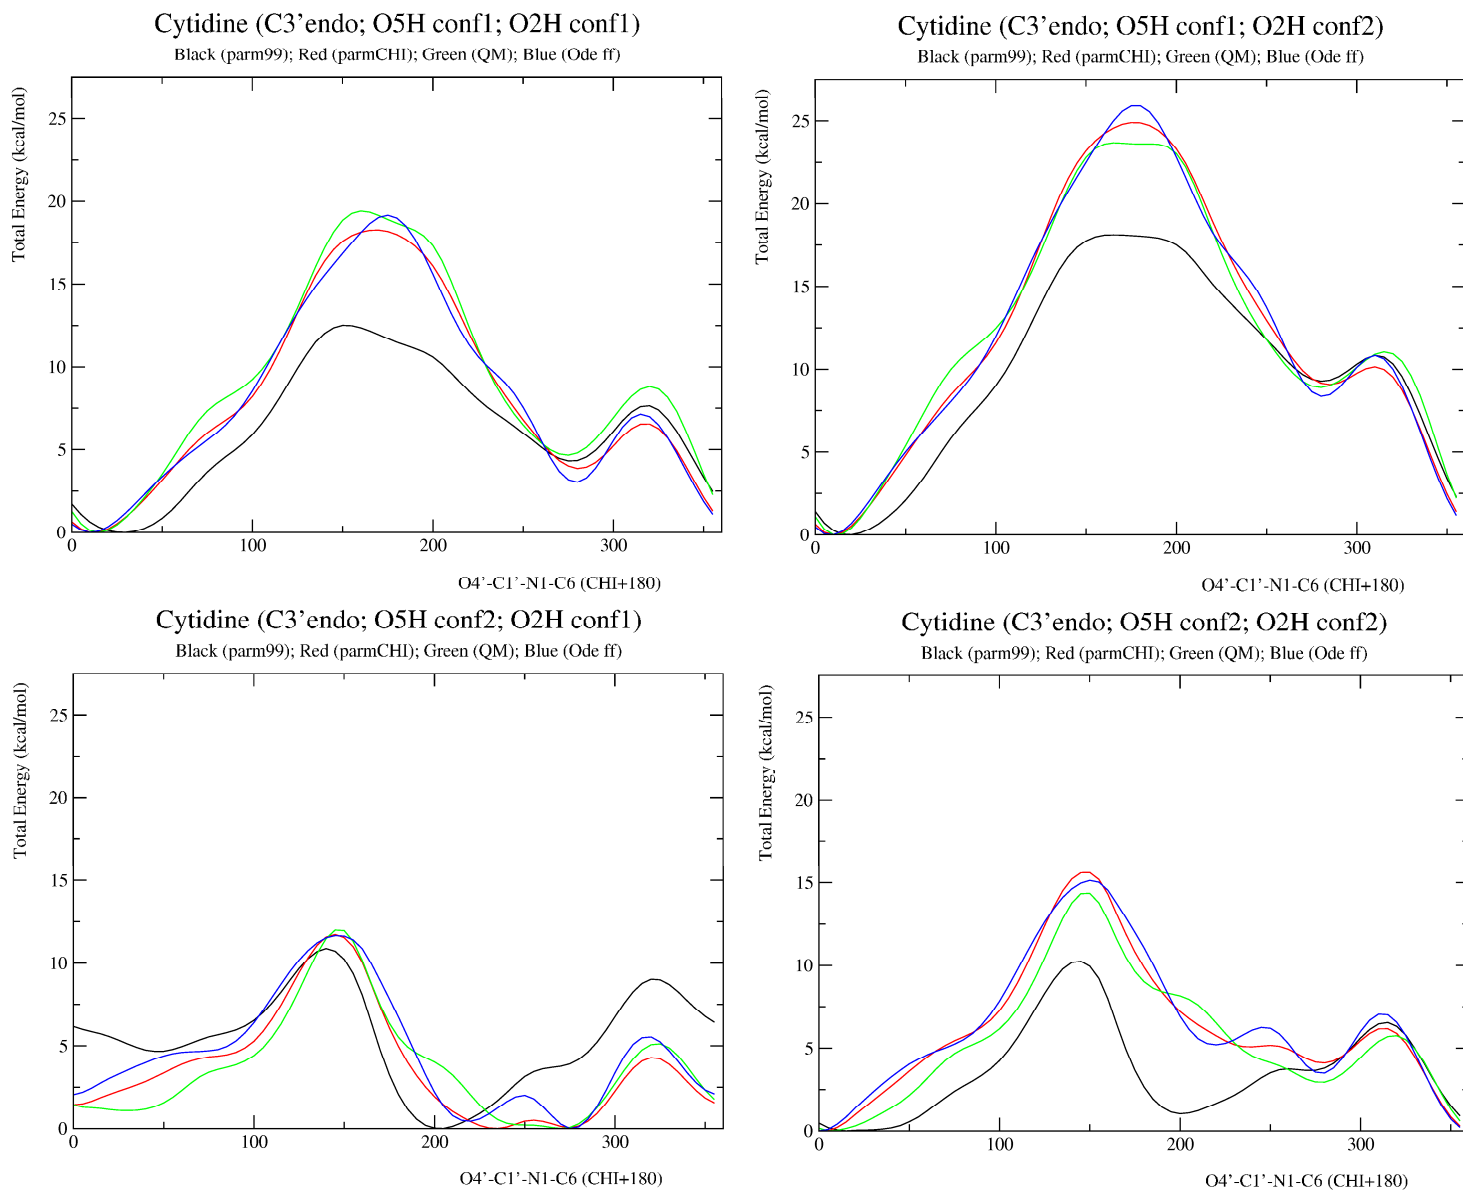 Cytidine (C3’endo; O5H conf1; O2H conf1)
Black (parm99); Red (parmCHI); Green (QM); Blue (Ode ff)
Total Energy (kcal/mol)
25
20
15
10
5
0
0 100 200 300
O4’-C1’-N1-C6 (CHI+180)
Cytidine (C3’endo; O5H conf1; O2H conf2)
Black (parm99); Red (parmCHI); Green (QM); Blue (Ode ff)
Total Energy (kcal/mol)
25
20
15
10
5
0
0 100 200 300
O4’-C1’-N1-C6 (CHI+180)
Cytidine (C3’endo; O5H conf2; O2H conf1)
Black (parm99); Red (parmCHI); Green (QM); Blue (Ode ff)
Total Energy (kcal/mol)
25
20
15
10
5
0
0 100 200 300
O4’-C1’-N1-C6 (CHI+180)
Cytidine (C3’endo; O5H conf2; O2H conf2)
Black (parm99); Red (parmCHI); Green (QM); Blue (Ode ff)
Total Energy (kcal/mol)
25
20
15
10
5
0
0 100 200 300
O4’-C1’-N1-C6 (CHI+180)